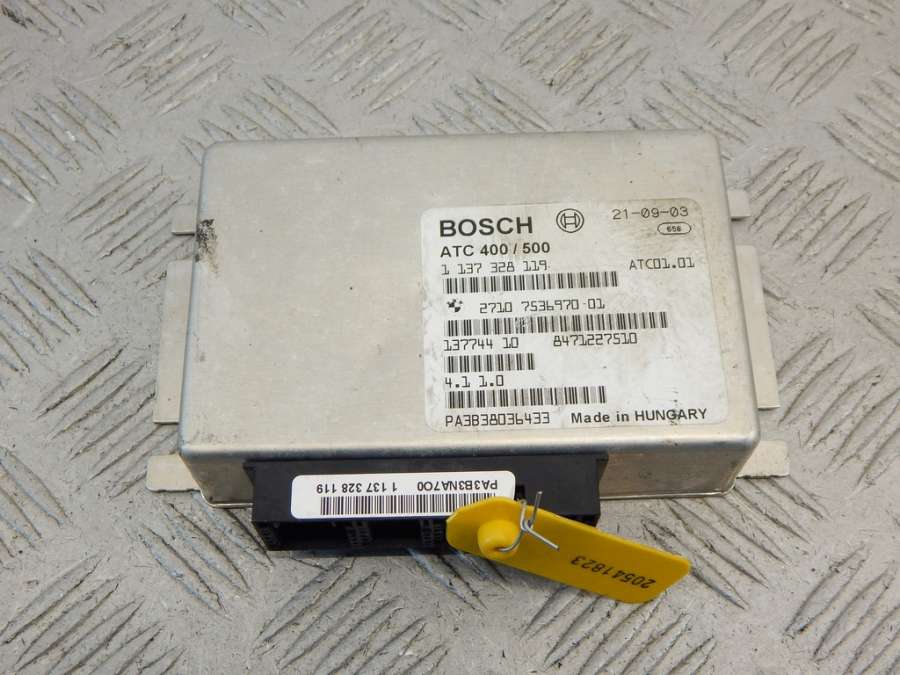 BOSCH
21-09-03
658
ATC 400 / 500
1 137 328 119
ATC01.01
2710 7536970-01
137744 10 8471227510
4.1 1.0
PA3B38036433 Made in HUNGARY
PA3B3NA700
1 137 328 119
20541823